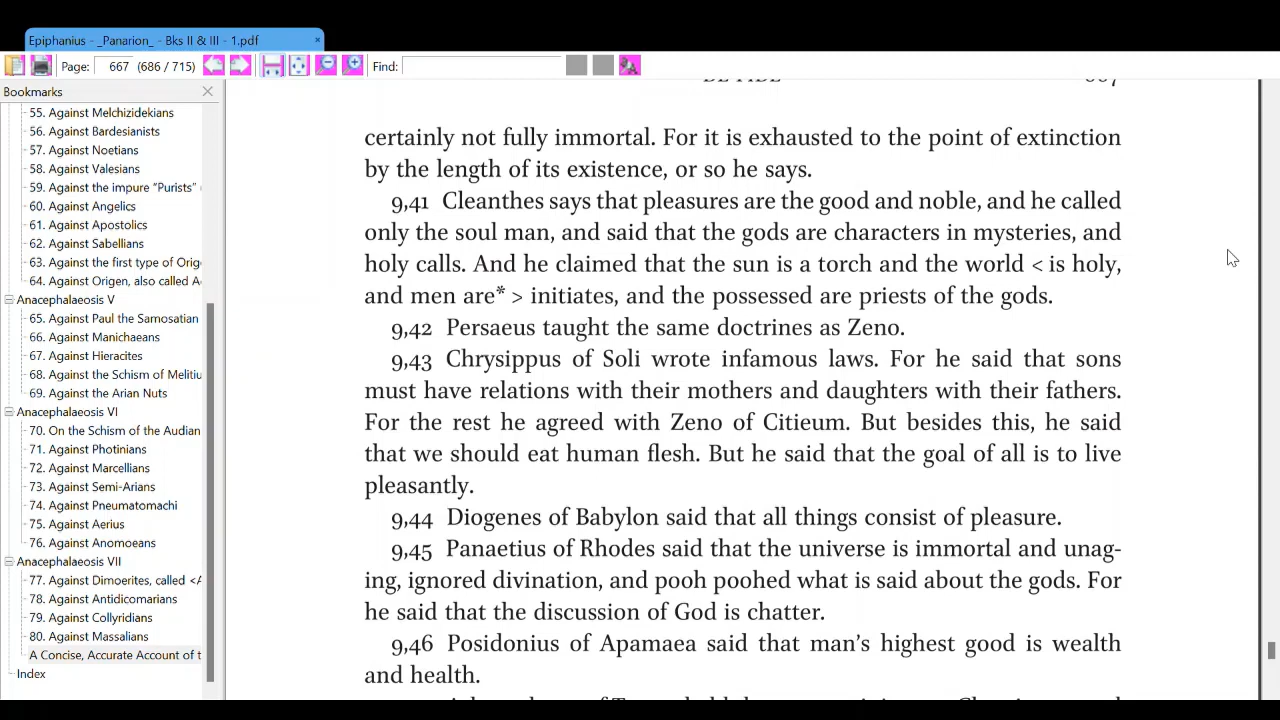 Epiphanius - _Panarion_ - Bks II & III - 1.pdf
Page: 667 (686 / 715) Find:
Bookmarks
55. Against Melchizidekians
56. Against Bardesianists
57. Against Noetians
58. Against Valesians
59. Against the impure “Purists”
60. Against Angelics
61. Against Apostolics
62. Against Sabellians
63. Against the first type of Orig
64. Against Origen, also called A
Anacephalaeosis V
65. Against Paul the Samosatian
66. Against Manichaeans
67. Against Hieracites
68. Against the Schism of Melitiu
69. Against the Arian Nuts
Anacephalaeosis VI
70. On the Schism of the Audian
71. Against Photinians
72. Against Marcellians
73. Against Semi-Arians
74. Against Pneumatomachi
75. Against Aerius
76. Against Anomoeans
Anacephalaeosis VII
77. Against Dimoerites, called <A
78. Against Antidicomarians
79. Against Collyridians
80. Against Massalians
A Concise, Accurate Account of t
Index
DE FIDE 667
certainly not fully immortal. For it is exhausted to the point of extinction
by the length of its existence, or so he says.
9,41 Cleanthes says that pleasures are the good and noble, and he called
only the soul man, and said that the gods are characters in mysteries, and
holy calls. And he claimed that the sun is a torch and the world < is holy,
and men are* > initiates, and the possessed are priests of the gods.
9,42 Persaeus taught the same doctrines as Zeno.
9,43 Chrysippus of Soli wrote infamous laws. For he said that sons
must have relations with their mothers and daughters with their fathers.
For the rest he agreed with Zeno of Citieum. But besides this, he said
that we should eat human flesh. But he said that the goal of all is to live
pleasantly.
9,44 Diogenes of Babylon said that all things consist of pleasure.
9,45 Panaetius of Rhodes said that the universe is immortal and unag-
ing, ignored divination, and pooh poohed what is said about the gods. For
he said that the discussion of God is chatter.
9,46 Posidonius of Apamaea said that man’s highest good is wealth
and health.